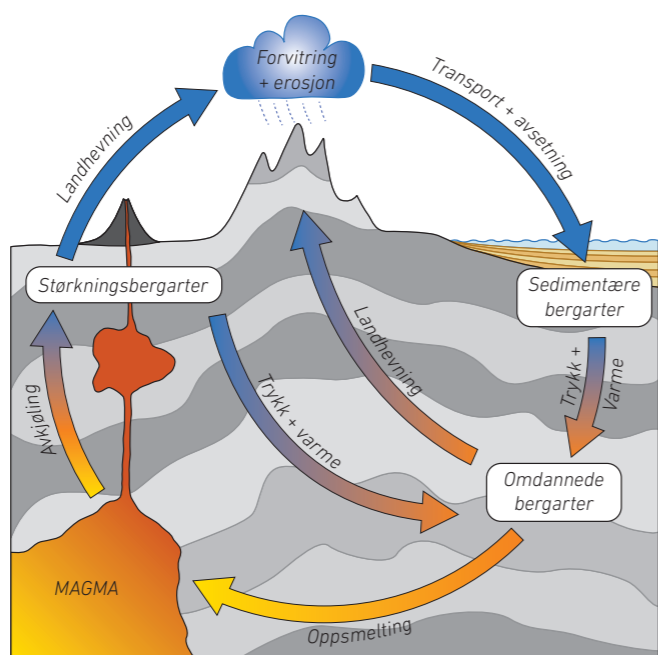 Forvitring
+ erosjon
Transport + avsetning
Landhevning
Størkningsbergarter
Sedimentære
bergarter
Landhevning
Trykk +
Varme
Avkjøling
Trykk + varme
Omdannede
bergarter
MAGMA
Oppsmelting